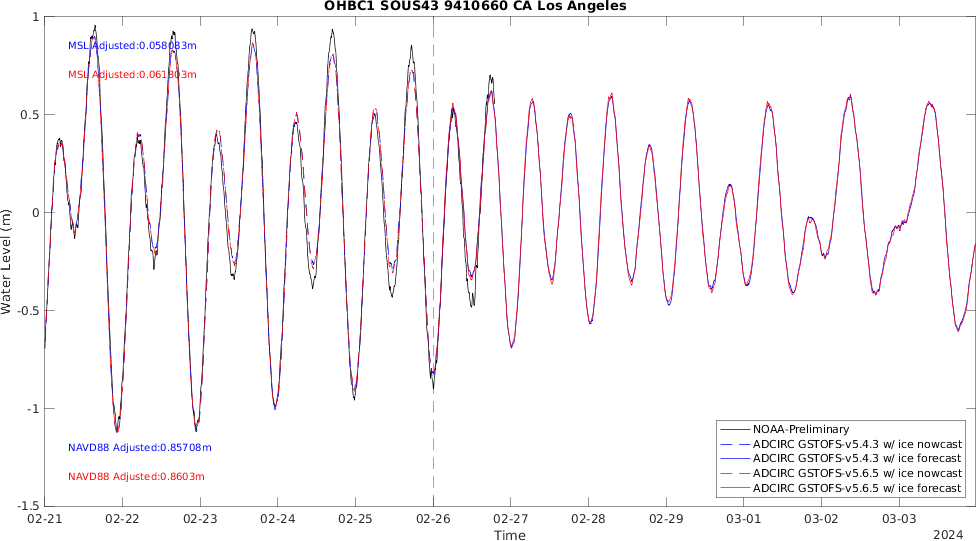 OHBC1 SOUS43 9410660 CA Los Angeles
1
0.5
0
-0.5
-1
-1.5
Water Level (m)
MSL Adjusted:0.058083m
MSL Adjusted:0.061803m
NAVD88 Adjusted:0.85708m
NAVD88 Adjusted:0.8603m
NOAA-Preliminary
ADCIRC GSTOFS-v5.4.3 w/ ice nowcast
ADCIRC GSTOFS-v5.4.3 w/ ice forecast
ADCIRC GSTOFS-v5.6.5 w/ ice nowcast
ADCIRC GSTOFS-v5.6.5 w/ ice forecast
02-21 02-22 02-23 02-24 02-25 02-26 02-27 02-28 02-29 03-01 03-02 03-03
Time
2024